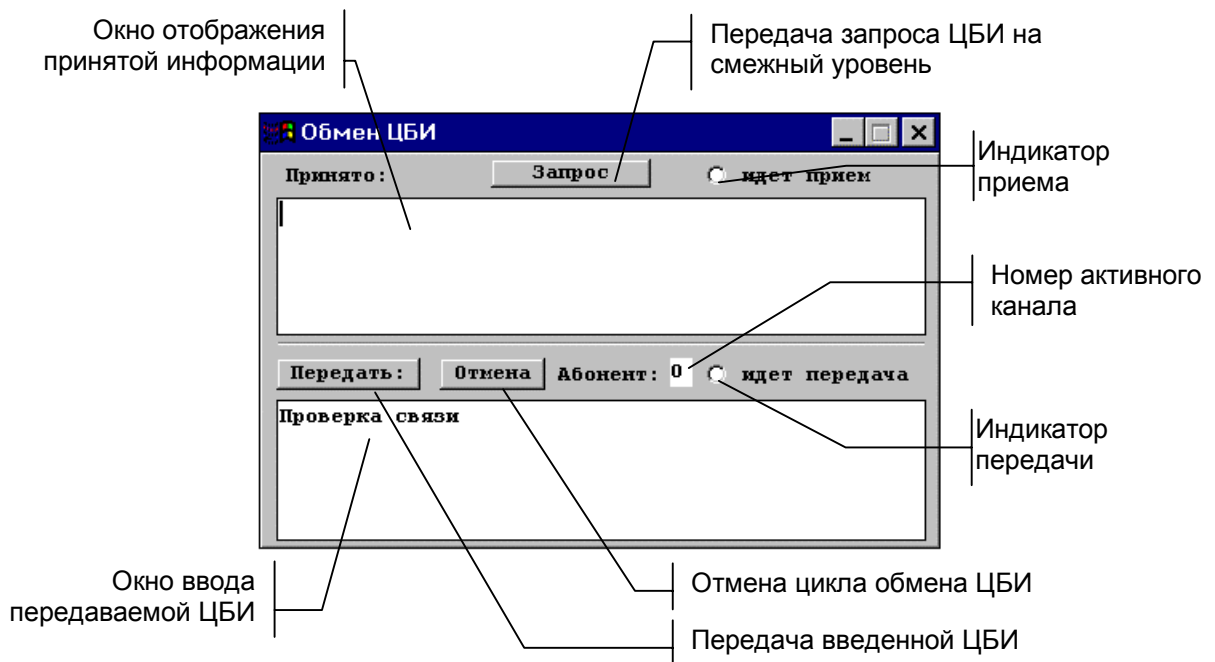 Окно отображения
принятой информации
Передача запроса ЦБИ на
смежный уровень
Обмен ЦБИ
Принято:
Запрос
идет прием
Индикатор
приема
Номер активного
канала
Передать:
Отмена
Абонент: 0
идет передача
Проверка связи
Индикатор
передачи
Окно ввода
передаваемой ЦБИ
Отмена цикла обмена ЦБИ
Передача введенной ЦБИ